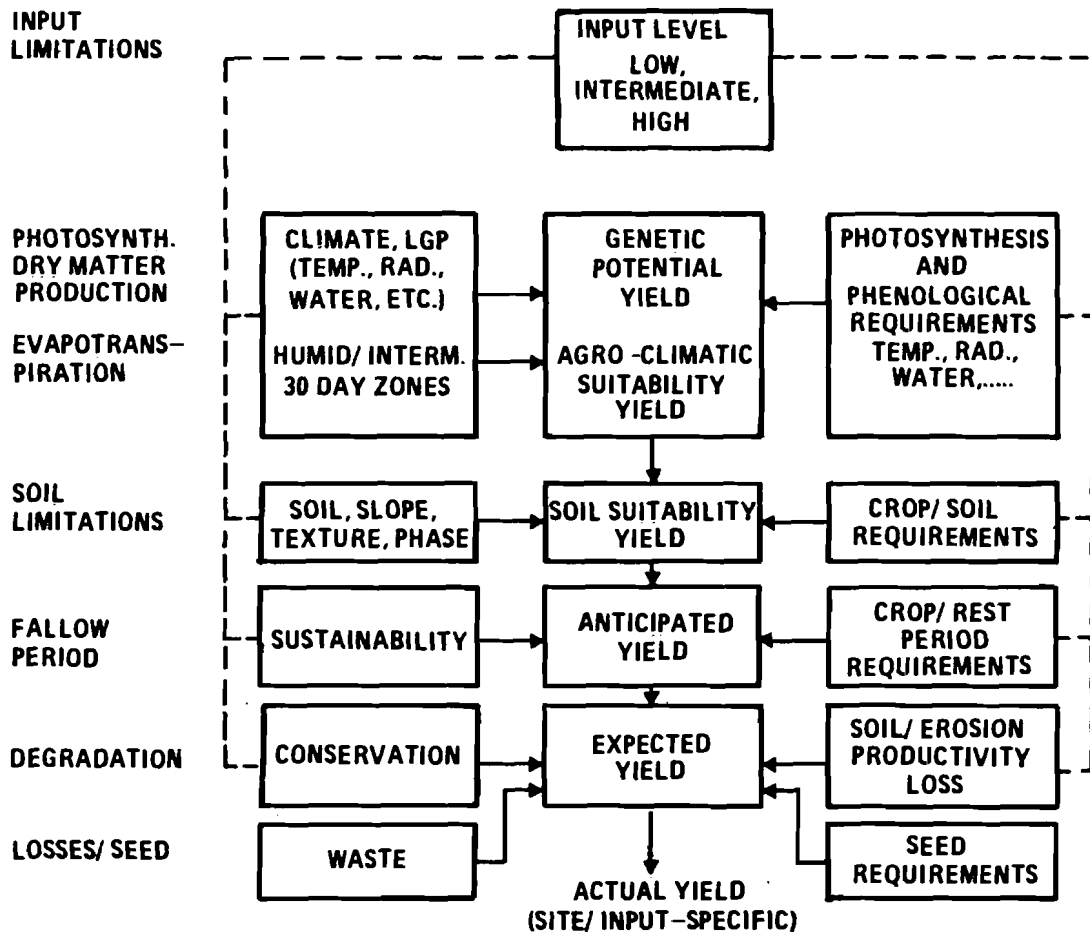 INPUT
LIMITATIONS
INPUT LEVEL
LOW,
INTERMEDIATE,
HIGH
PHOTOSYNTH.
DRY MATTER
PRODUCTION
EVAPOTRANS-
PIRATION
CLIMATE, LGP
(TEMP., RAD.,
WATER, ETC.)
HUMID/ INTERM.
30 DAY ZONES
GENETIC
POTENTIAL
YIELD
AGRO-CLIMATIC
SUITABILITY
YIELD
PHOTOSYNTHESIS
AND
PHENOLOGICAL
REQUIREMENTS
TEMP., RAD.,
WATER,.....
SOIL
LIMITATIONS
SOIL, SLOPE,
TEXTURE, PHASE
SOIL SUITABILITY
YIELD
CROP/ SOIL
REQUIREMENTS
FALLOW
PERIOD
SUSTAINABILITY
ANTICIPATED
YIELD
CROP/ REST
PERIOD
REQUIREMENTS
DEGRADATION
CONSERVATION
EXPECTED
YIELD
SOIL/ EROSION
PRODUCTIVITY
LOSS
LOSSES/ SEED
WASTE
SEED
REQUIREMENTS
ACTUAL YIELD
(SITE/ INPUT-SPECIFIC)